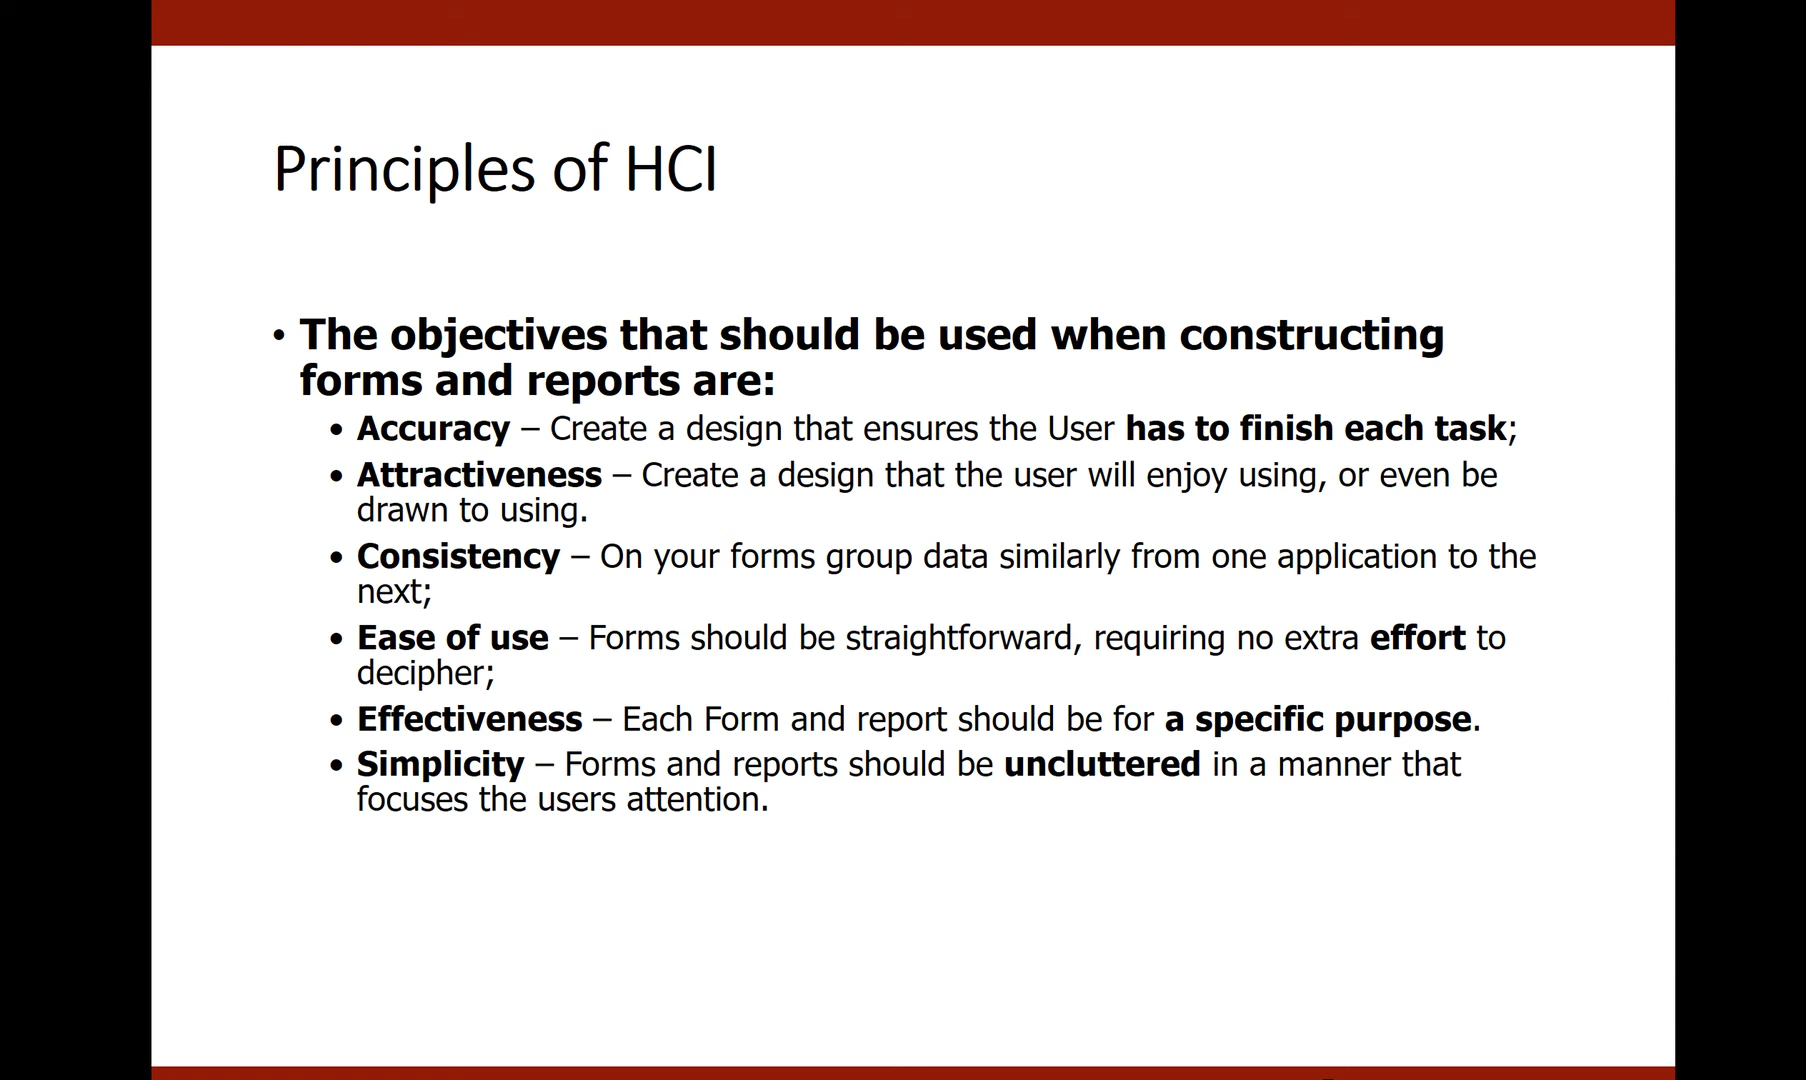 Principles of HCI
• The objectives that should be used when constructing
forms and reports are:
• Accuracy – Create a design that ensures the User has to finish each task;
• Attractiveness – Create a design that the user will enjoy using, or even be
drawn to using.
• Consistency – On your forms group data similarly from one application to the
next;
• Ease of use – Forms should be straightforward, requiring no extra effort to
decipher;
• Effectiveness – Each Form and report should be for a specific purpose.
• Simplicity – Forms and reports should be uncluttered in a manner that
focuses the users attention.